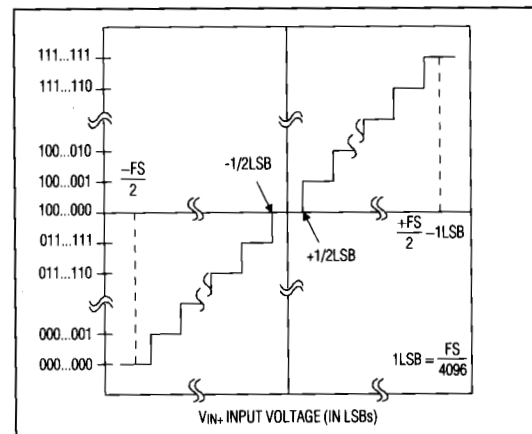 111...111
111...110
100...010
100...001
100...000
011...111
011...110
000...001
000...000
–FS
2
-1/2LSB
+1/2LSB
+FS
2
–1LSB
1LSB = FS
4096
VIN+ INPUT VOLTAGE (IN LSBs)